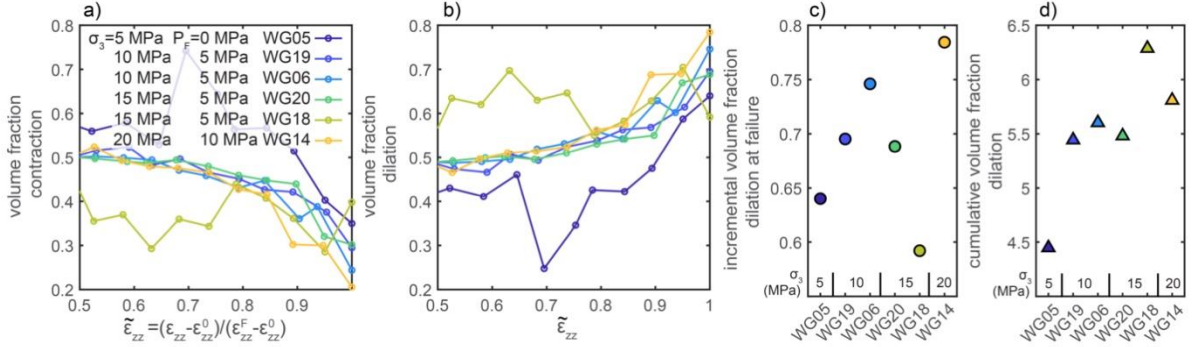 a)
b)
c)
d)
σ₃=5 MPa P_F=0 MPa WG05
10 MPa 5 MPa WG19
10 MPa 5 MPa WG06
15 MPa 5 MPa WG20
15 MPa 5 MPa WG18
20 MPa 10 MPa WG14
volume fraction
contraction
0.8
0.7
0.6
0.5
0.4
0.3
0.2
0.5 0.6 0.7 0.8 0.9 1
ε̃_zz =(ε_zz-ε⁰_zz)/(ε^F_zz-ε⁰_zz)
volume fraction
dilation
0.8
0.7
0.6
0.5
0.4
0.3
0.2
0.5 0.6 0.7 0.8 0.9 1
ε̃_zz
incremental volume fraction
dilation at failure
0.8
0.75
0.7
0.65
0.6
σ₃
(MPa)
5 10 15 20
WG05 WG19 WG06 WG20 WG18 WG14
cumulative volume fraction
dilation
6.5
6
5.5
5
4.5
σ₃
(MPa)
5 10 15 20
WG05 WG19 WG06 WG20 WG18 WG14